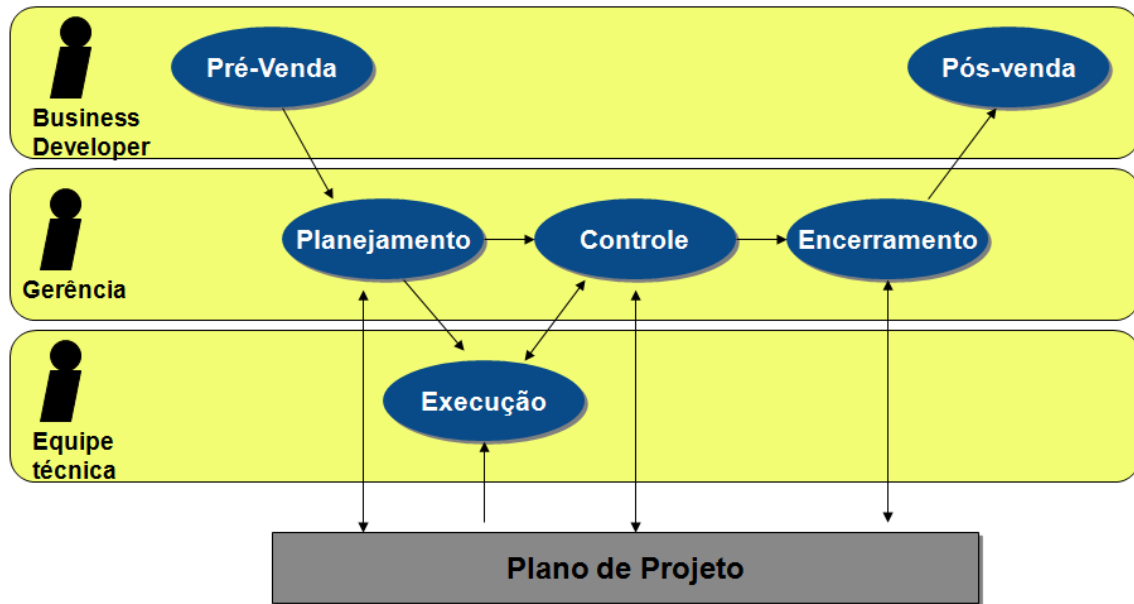 Pré-Venda
Pós-venda
Business
Developer
Planejamento
Controle
Encerramento
Gerência
Execução
Equipe
técnica
Plano de Projeto